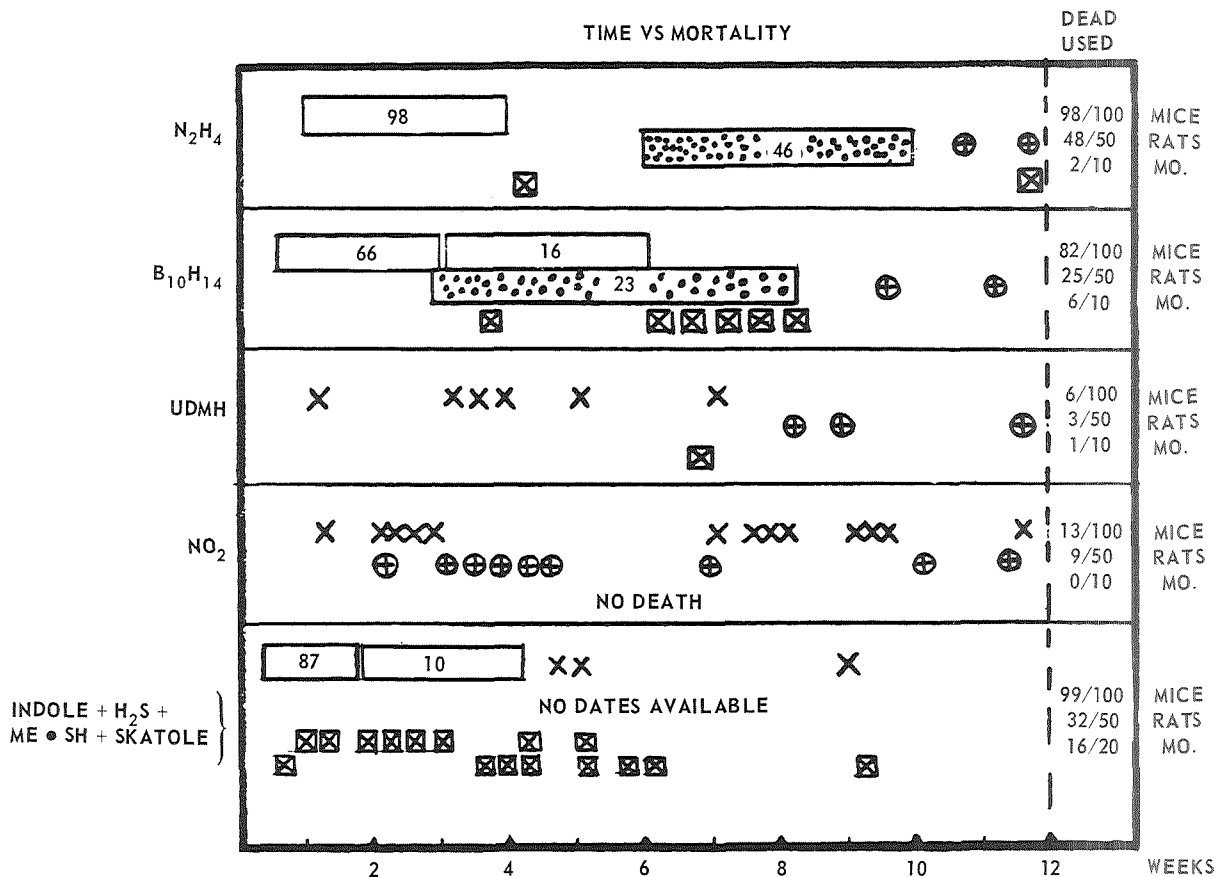 TIME VS MORTALITY
DEAD
USED
N₂H₄
98
46
98/100 MICE
48/50 RATS
2/10 MO.
B₁₀H₁₄
66 16
23
82/100 MICE
25/50 RATS
6/10 MO.
UDMH
6/100 MICE
3/50 RATS
1/10 MO.
NO₂
NO DEATH
13/100 MICE
9/50 RATS
0/10 MO.
87 10
NO DATES AVAILABLE
INDOLE + H₂S +
ME • SH + SKATOLE
99/100 MICE
32/50 RATS
16/20 MO.
2 4 6 8 10 12 WEEKS